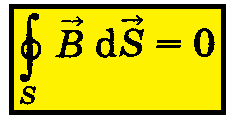 ∮_S B⃗ dS⃗ = 0